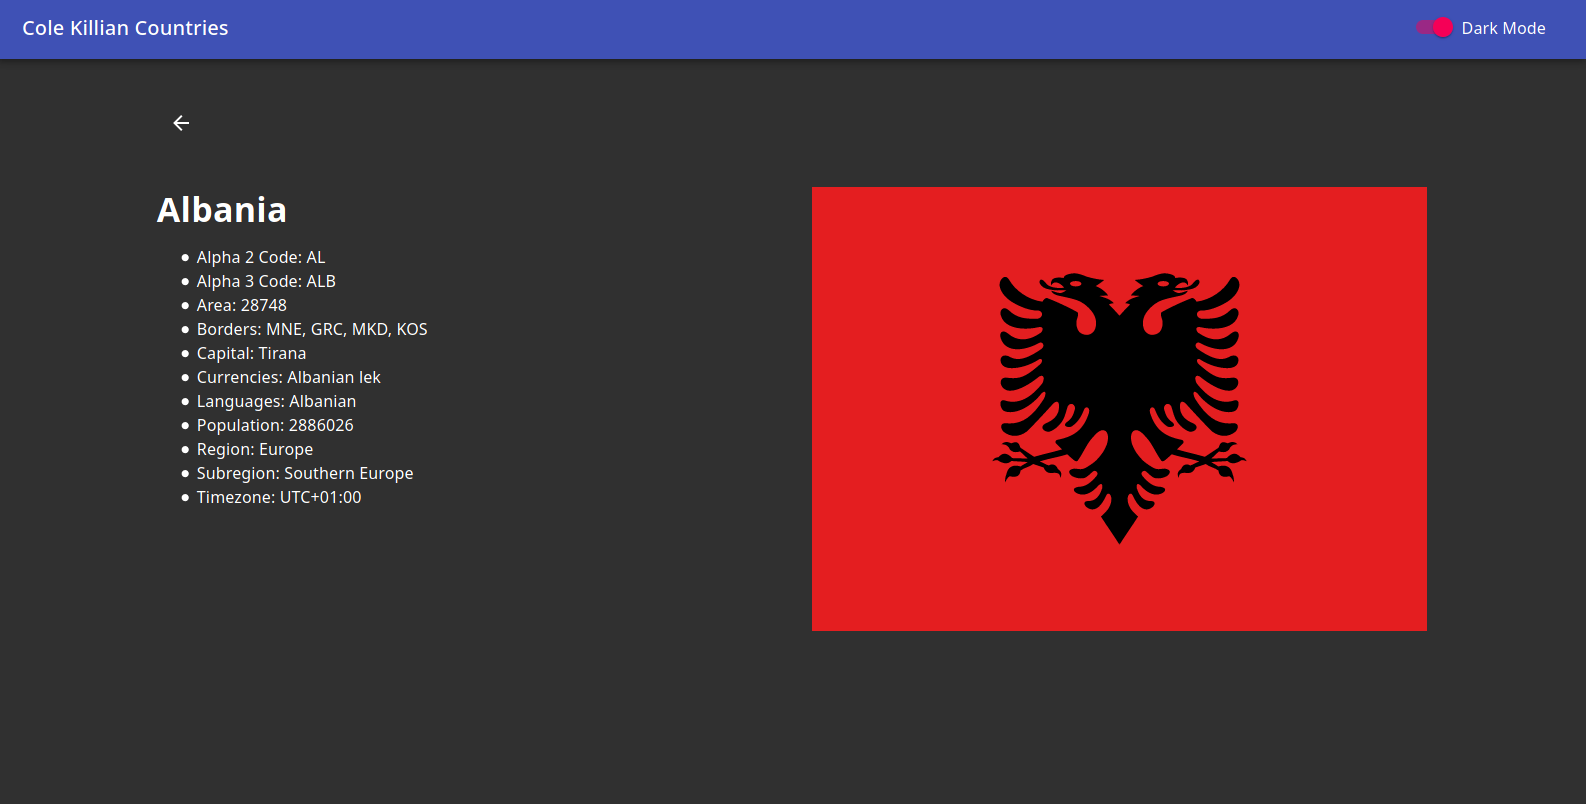 Cole Killian Countries
Dark Mode
Albania
Alpha 2 Code: AL
Alpha 3 Code: ALB
Area: 28748
Borders: MNE, GRC, MKD, KOS
Capital: Tirana
Currencies: Albanian lek
Languages: Albanian
Population: 2886026
Region: Europe
Subregion: Southern Europe
Timezone: UTC+01:00